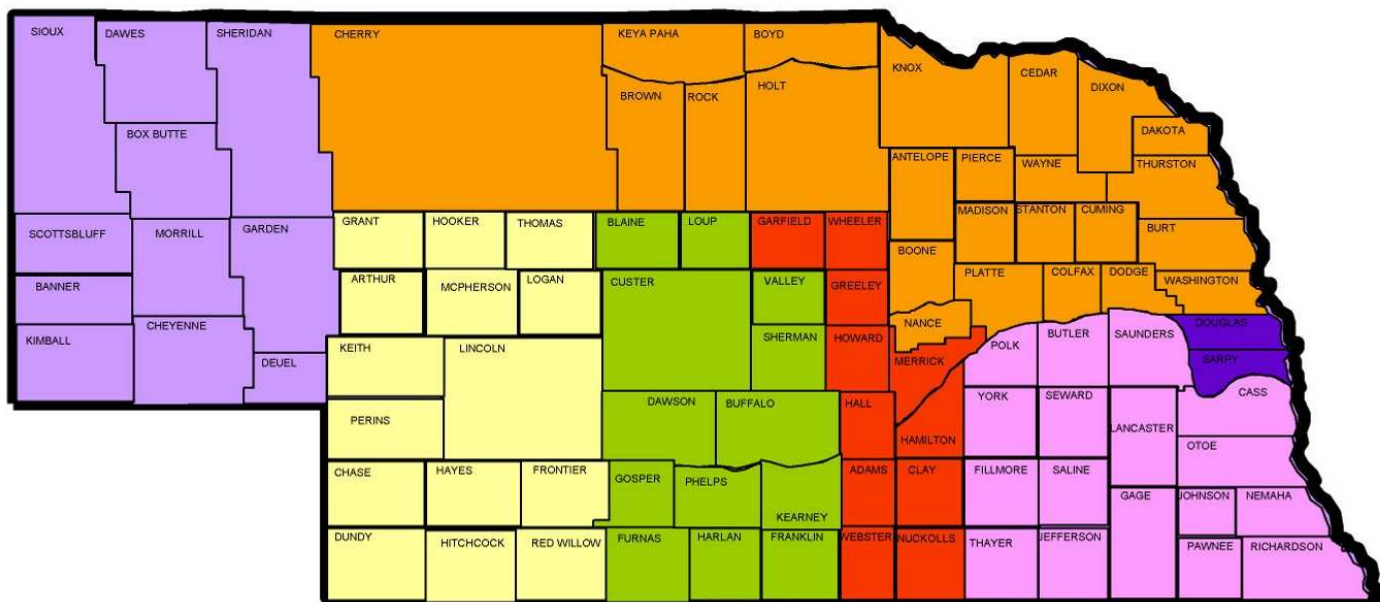 SIOUX
DAWES
SHERIDAN
CHERRY
KEYA PAHA
BOYD
KNOX
CEDAR
DIXON
BROWN
ROCK
HOLT
DAKOTA
BOX BUTTE
ANTELOPE
PIERCE
WAYNE
THURSTON
SCOTTSBLUFF
MORRILL
GARDEN
GRANT
HOOKER
THOMAS
BLAINE
LOUP
GARFIELD
WHEELER
MADISON
STANTON
CUMING
BURT
BOONE
BANNER
ARTHUR
MCPHERSON
LOGAN
CUSTER
VALLEY
GREELEY
PLATTE
COLFAX
DODGE
WASHINGTON
KIMBALL
CHEYENNE
DEUEL
KEITH
LINCOLN
SHERMAN
HOWARD
NANCE
MERRICK
POLK
BUTLER
SAUNDERS
DOUGLAS
SARPY
PERINS
DAWSON
BUFFALO
HALL
HAMILTON
YORK
SEWARD
LANCASTER
CASS
OTOE
CHASE
HAYES
FRONTIER
GOSPER
PHELPS
KEARNEY
ADAMS
CLAY
FILLMORE
SALINE
GAGE
JOHNSON
NEMAHA
DUNDY
HITCHCOCK
RED WILLOW
FURNAS
HARLAN
FRANKLIN
WEBSTER
NUCKOLLS
THAYER
JEFFERSON
PAWNEE
RICHARDSON